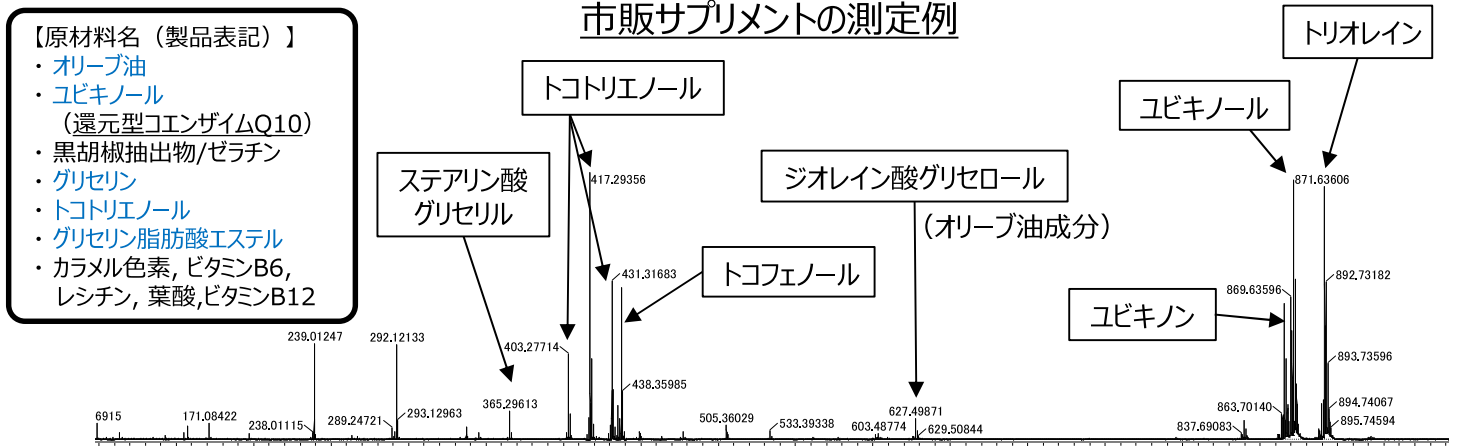 市販サプリメントの測定例
【原材料名（製品表記）】
・オリーブ油
・ユビキノール
（還元型コエンザイムQ10）
・黒胡椒抽出物/ゼラチン
・グリセリン
・トコトリエノール
・グリセリン脂肪酸エステル
・カラメル色素, ビタミンB6,
レシチン, 葉酸,ビタミンB12
トリオレイン
トコトリエノール
ユビキノール
ステアリン酸
グリセリル
ジオレイン酸グリセロール
（オリーブ油成分）
トコフェノール
ユビキノン
417.29356
871.63606
431.31683
892.73182
869.63596
239.01247
292.12133
403.27714
893.73596
438.35985
365.29613
894.74067
6915
171.08422
238.01115
289.24721
293.12963
505.36029
533.39338
603.48774
627.49871
629.50844
837.69083
863.70140
895.74594